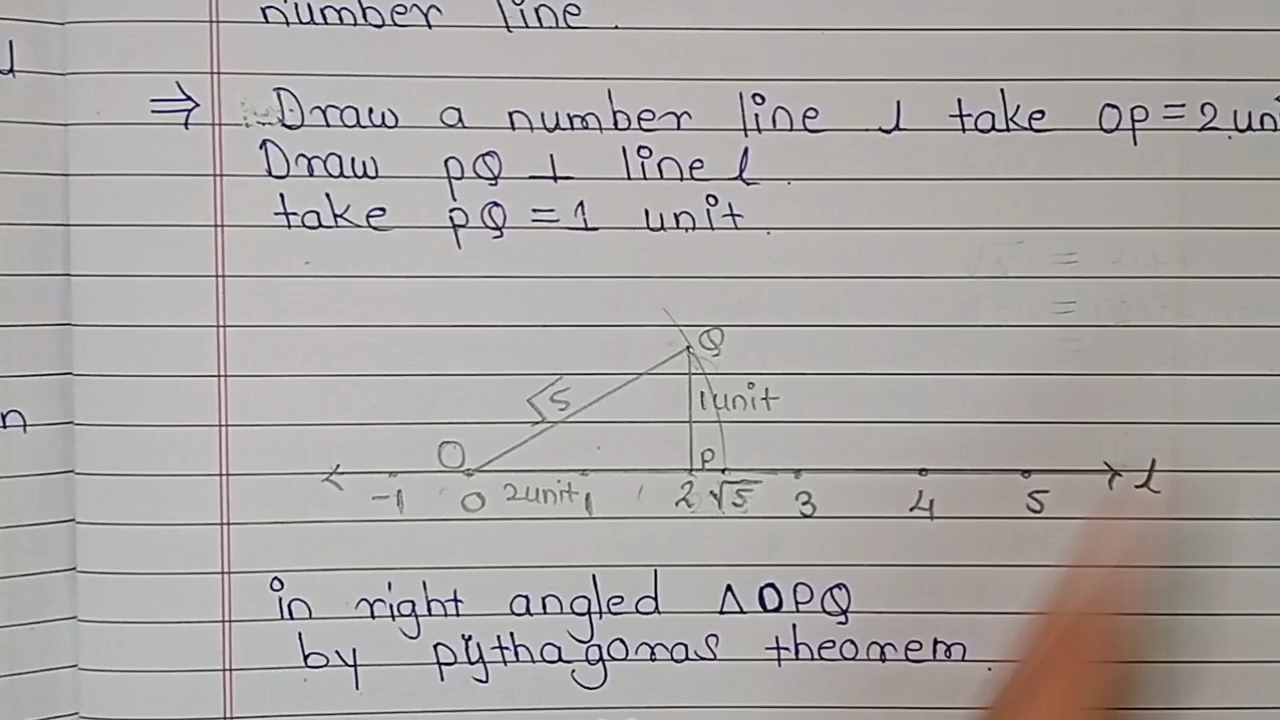 number line.
⇒ Draw a number line l take OP = 2 un
Draw PQ ⊥ line l.
take PQ = 1 unit.
Q
√5
1 unit
O
P
l
-1 0 2unit 1 2 √5 3 4 5
in right angled △OPQ
by pythagoras theorem.